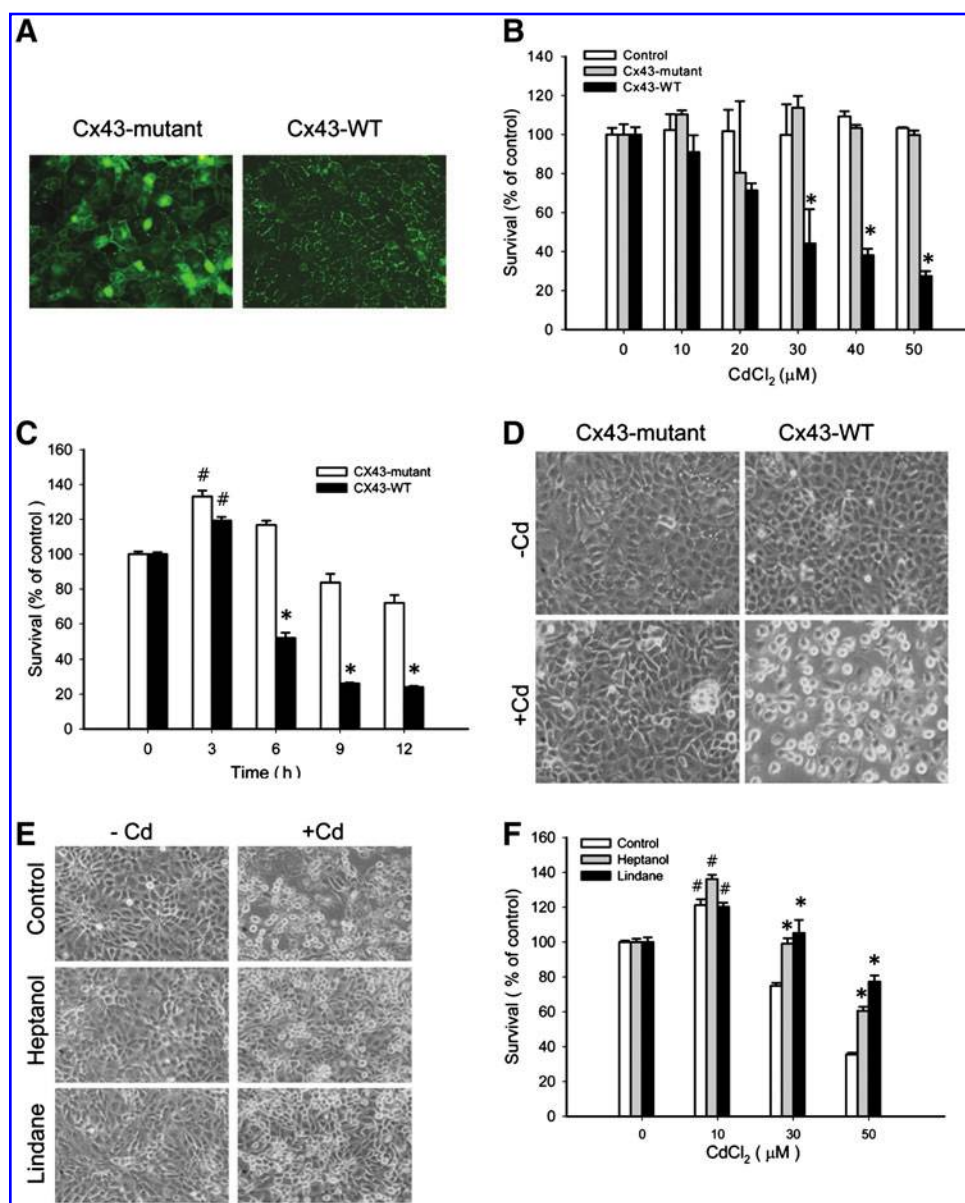 A
Cx43-mutant
Cx43-WT
B
140
120
100
80
60
40
20
0
Survival (% of control)
Control
Cx43-mutant
Cx43-WT
*
*
*
0 10 20 30 40 50
CdCl2 (μM)
C
160
140
120
100
80
60
40
20
0
Survival (% of control)
CX43-mutant
CX43-WT
#
#
*
*
*
0 3 6 9 12
Time (h)
D
Cx43-mutant
Cx43-WT
-Cd
+Cd
E
- Cd
+Cd
Control
Heptanol
Lindane
F
160
140
120
100
80
60
40
20
0
Survival ( % of control)
Control
Heptanol
Lindane
#
#
#
*
*
*
*
0 10 30 50
CdCl2 ( μM)